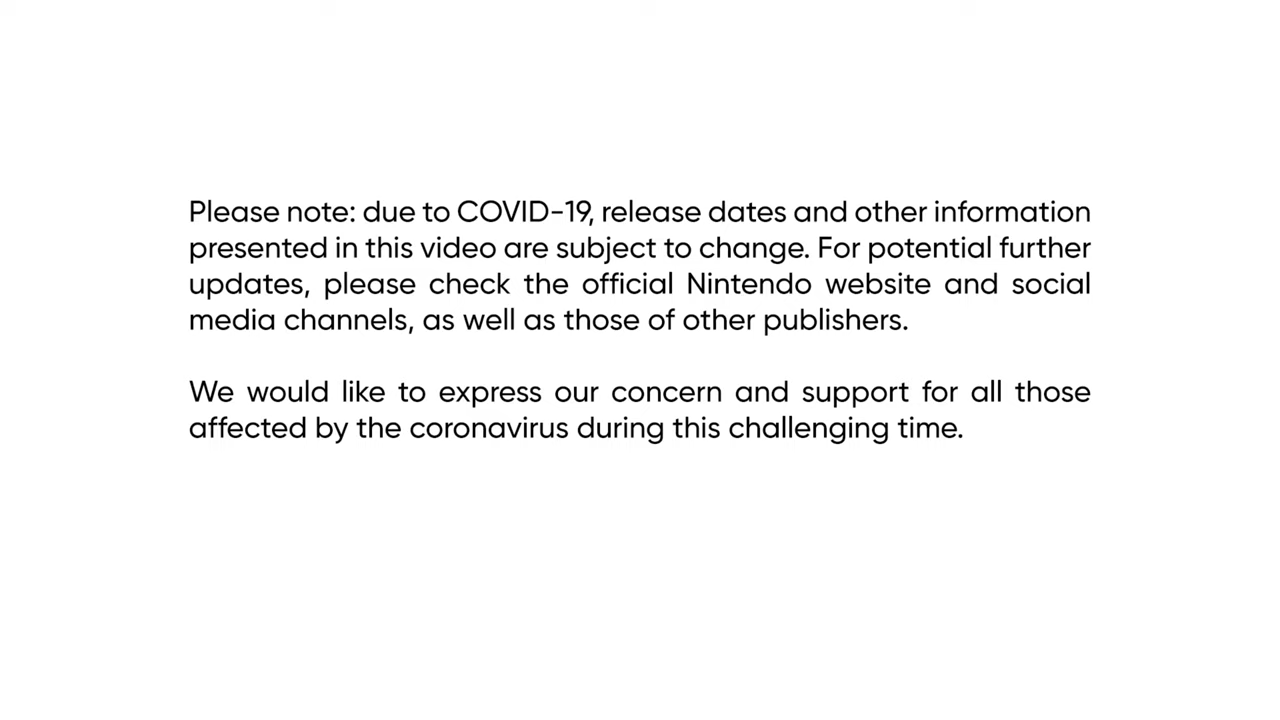 Please note: due to COVID-19, release dates and other information
presented in this video are subject to change. For potential further
updates, please check the official Nintendo website and social
media channels, as well as those of other publishers.
We would like to express our concern and support for all those
affected by the coronavirus during this challenging time.